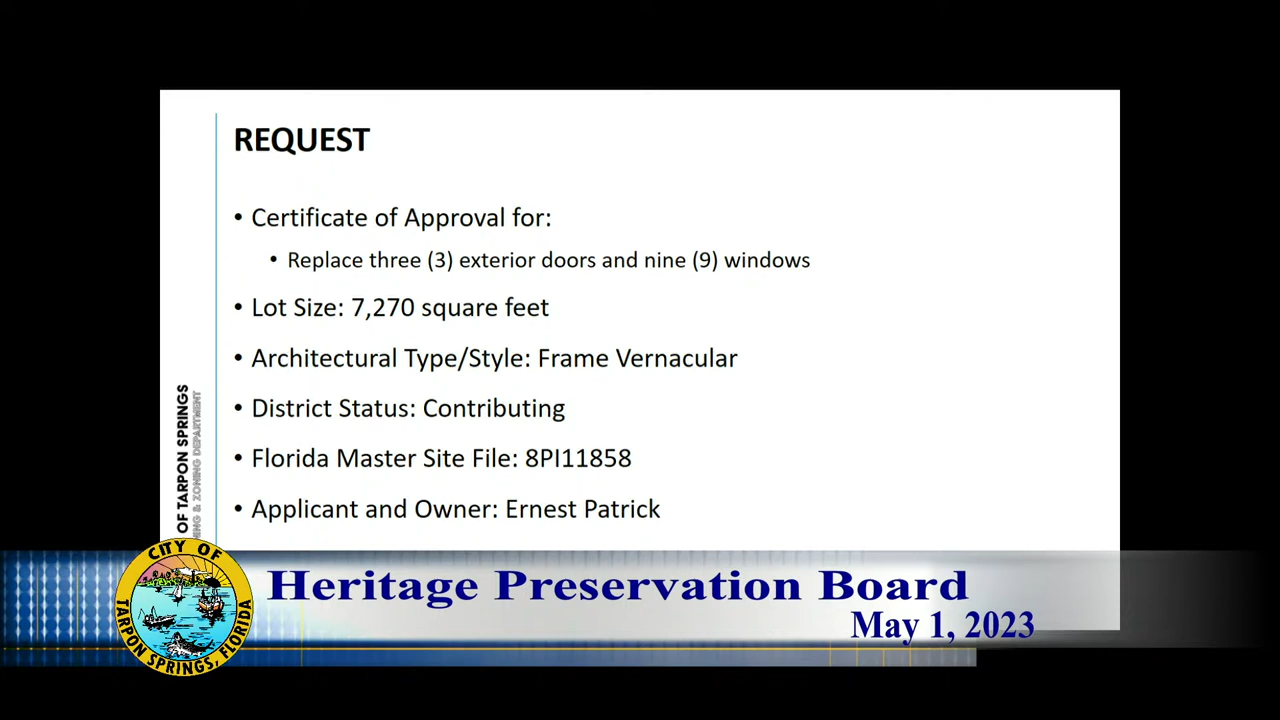 REQUEST
• Certificate of Approval for:
• Replace three (3) exterior doors and nine (9) windows
• Lot Size: 7,270 square feet
• Architectural Type/Style: Frame Vernacular
• District Status: Contributing
• Florida Master Site File: 8PI11858
• Applicant and Owner: Ernest Patrick
OF TARPON SPRINGS
& ZONING DEPARTMENT
Heritage Preservation Board
May 1, 2023
CITY OF
TARPON SPRINGS, FLORIDA